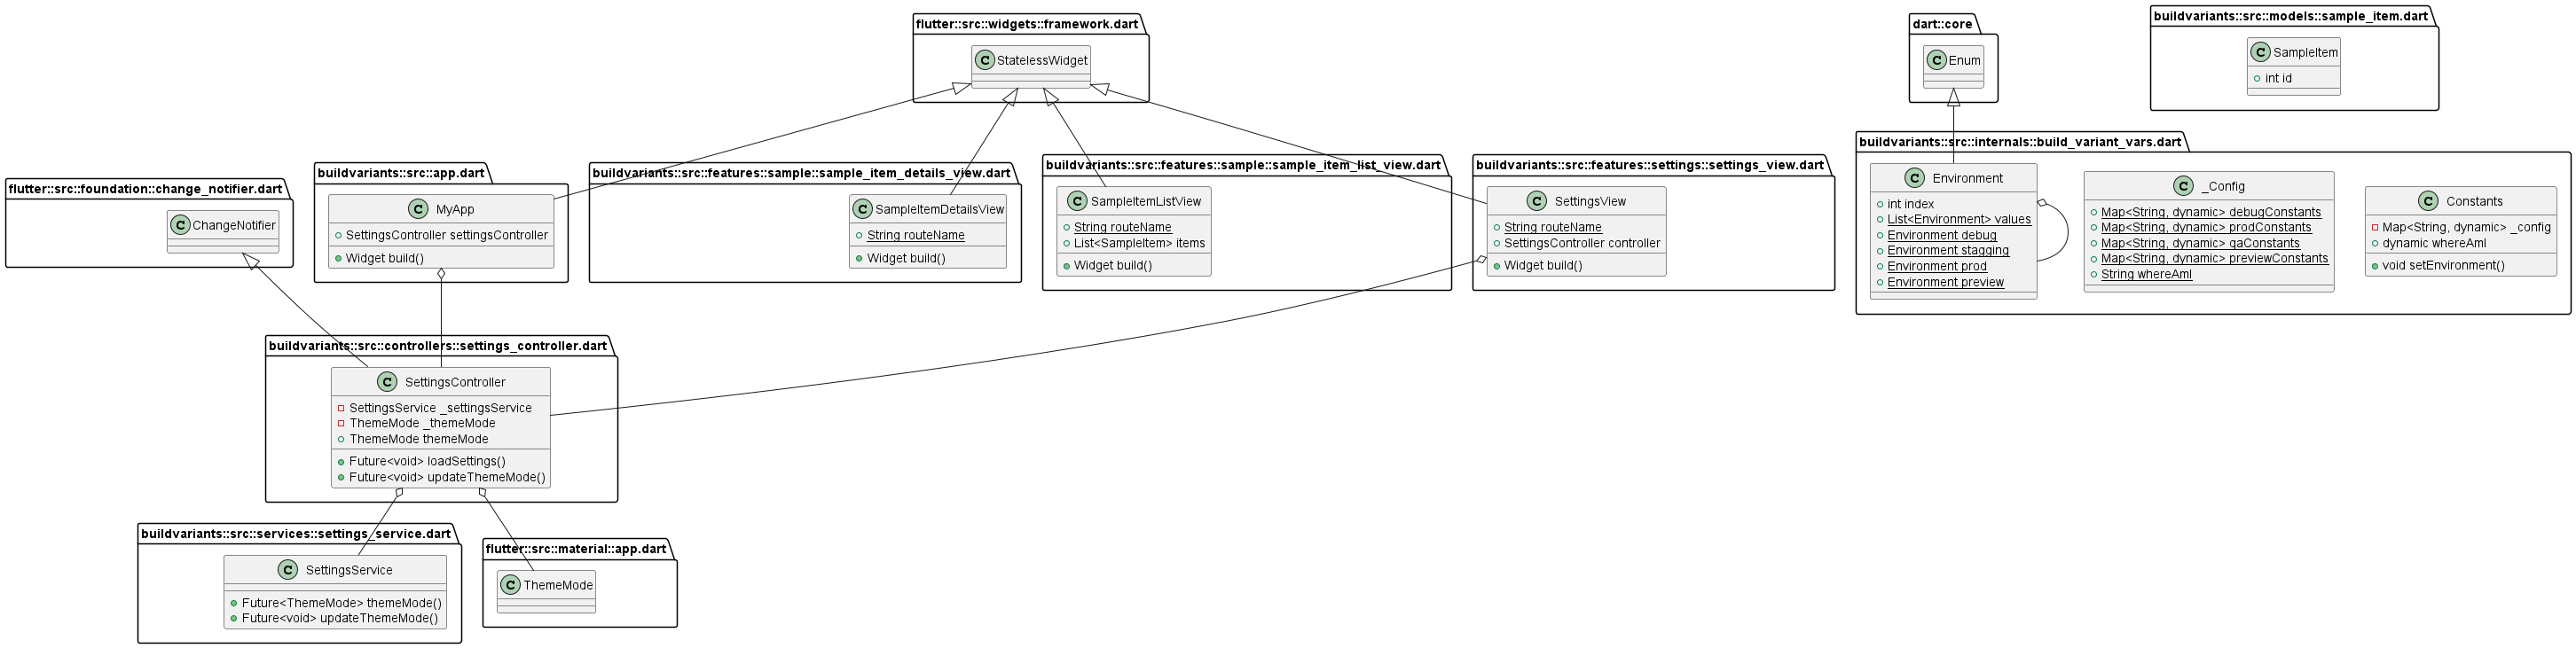 flutter::src::widgets::framework.dart
C StatelessWidget
dart::core
C Enum
buildvariants::src::models::sample_item.dart
C SampleItem
int id
flutter::src::foundation::change_notifier.dart
C ChangeNotifier
buildvariants::src::app.dart
C MyApp
SettingsController settingsController
Widget build()
buildvariants::src::features::sample::sample_item_details_view.dart
C SampleItemDetailsView
String routeName
Widget build()
buildvariants::src::features::sample::sample_item_list_view.dart
C SampleItemListView
String routeName
List<SampleItem> items
Widget build()
buildvariants::src::features::settings::settings_view.dart
C SettingsView
String routeName
SettingsController controller
Widget build()
buildvariants::src::internals::build_variant_vars.dart
C Environment
int index
List<Environment> values
Environment debug
Environment stagging
Environment prod
Environment preview
C _Config
Map<String, dynamic> debugConstants
Map<String, dynamic> prodConstants
Map<String, dynamic> qaConstants
Map<String, dynamic> previewConstants
String whereAmI
C Constants
Map<String, dynamic> _config
dynamic whereAmI
void setEnvironment()
buildvariants::src::controllers::settings_controller.dart
C SettingsController
SettingsService _settingsService
ThemeMode _themeMode
ThemeMode themeMode
Future<void> loadSettings()
Future<void> updateThemeMode()
buildvariants::src::services::settings_service.dart
C SettingsService
Future<ThemeMode> themeMode()
Future<void> updateThemeMode()
flutter::src::material::app.dart
C ThemeMode